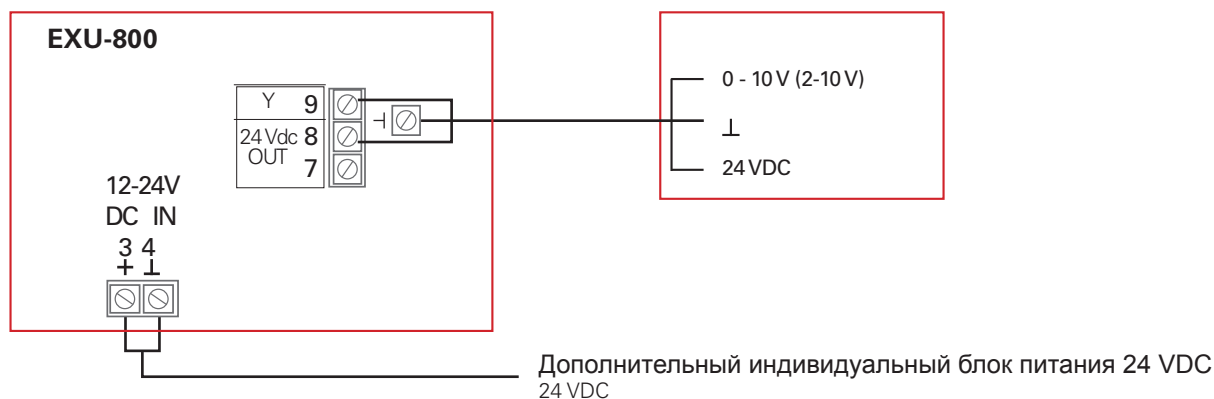 EXU-800
Y 9
24 Vdc 8
OUT
7
⊥
0 - 10 V (2-10 V)
⊥
24 VDC
12-24V
DC IN
3 4
+ ⊥
Дополнительный индивидуальный блок питания 24 VDC
24 VDC